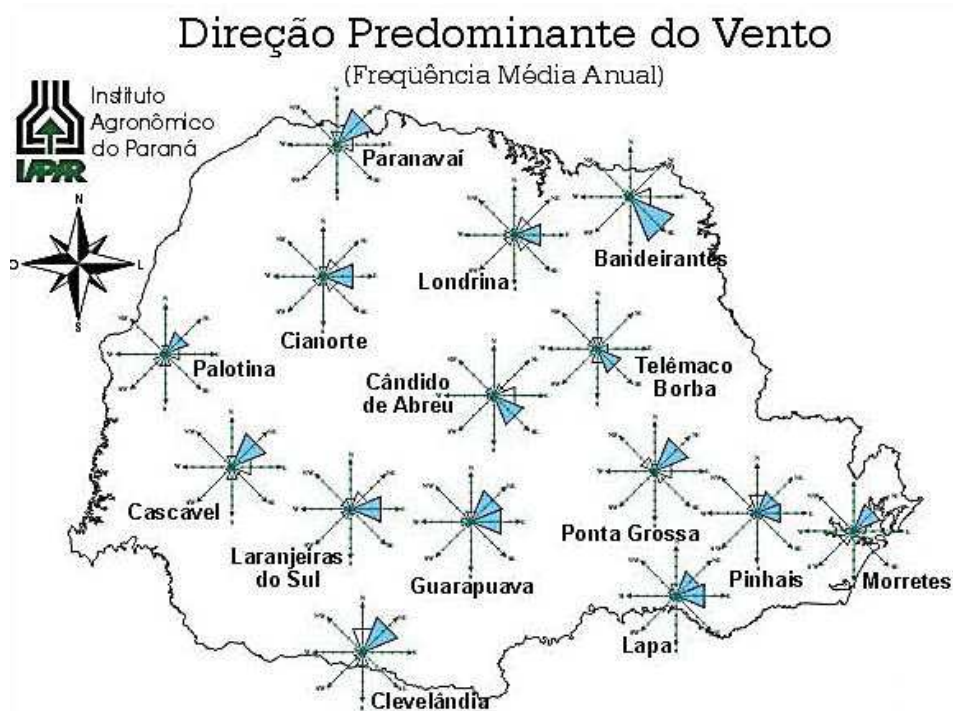 Direção Predominante do Vento
(Freqüência Média Anual)
Instituto
Agronômico
do Paraná
IAPAR
N
O
L
S
Paranavaí
Bandeirantes
Londrina
Cianorte
Palotina
Telêmaco
Borba
Cândido
de Abreu
Cascavel
Laranjeiras
do Sul
Guarapuava
Ponta Grossa
Pinhais
Morretes
Lapa
Clevelândia